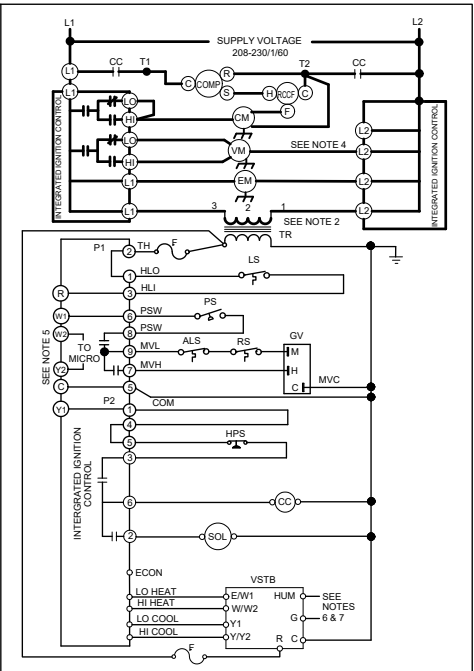 L1 L2
SUPPLY VOLTAGE
208-230/1/60
CC T1 T2 CC
L1 C COMP R S H RCCF C
L1
LO
HI CM F
INTEGRATED IGNITION CONTROL
LO
HI VM SEE NOTE 4 L2
L2
L1 EM L2
L1 3 2 1 L2
INTEGRATED IGNITION CONTROL
SEE NOTE 2
TR
P1 2 TH F
LS
1 HLO
R 3 HLI
W1 6 PSW PS
W2 8 PSW
TO
MICRO
9 MVL ALS RS GV
M
Y2 7 MVH H
C 5 C MVC
SEE NOTE 5
Y1 P2 1 COM
4
5 HPS
3
INTERGRATED IGNITION
CONTROL
6 CC
2 SOL
ECON
VSTB
LO HEAT E/W1 HUM SEE
NOTES
6 & 7
HI HEAT W/W2 G
LO COOL Y1
HI COOL Y/Y2 R C
F